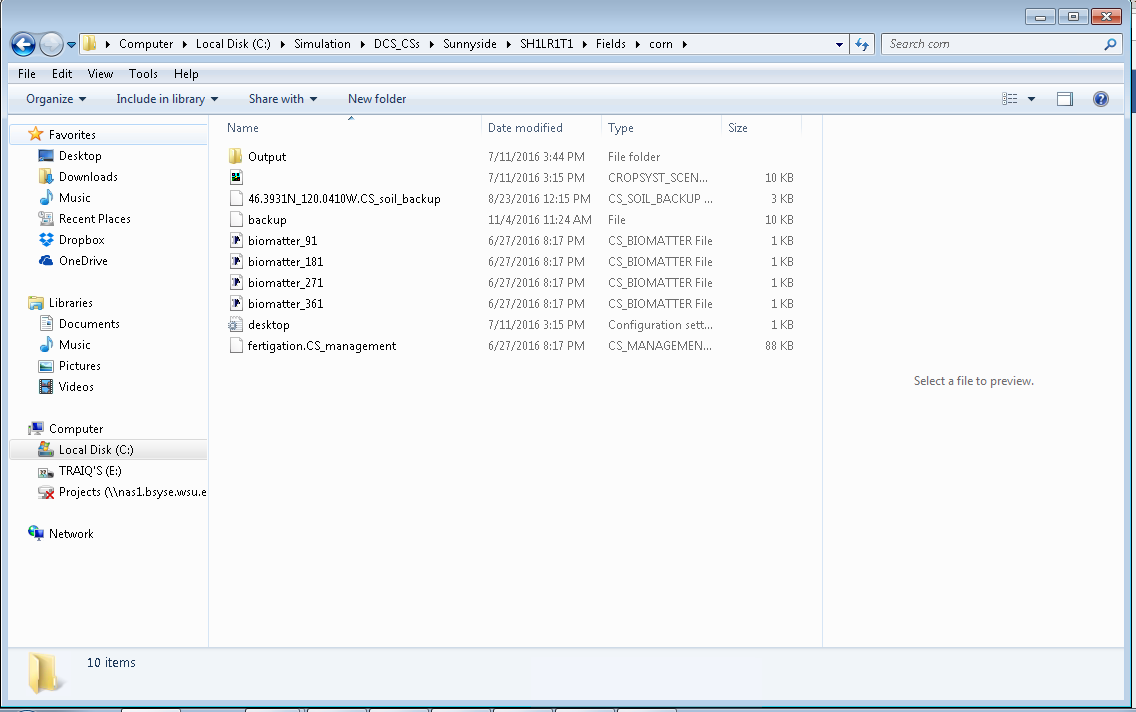 Computer Local Disk (C:) Simulation DCS_CSs Sunnyside SH1LR1T1 Fields corn Search corn
File Edit View Tools Help
Organize Include in library Share with New folder
Favorites
Desktop
Downloads
Music
Recent Places
Dropbox
OneDrive
Libraries
Documents
Music
Pictures
Videos
Computer
Local Disk (C:)
TRAIQ'S (E:)
Projects (\\nas1.bsyse.wsu.e
Network
Name Date modified Type Size
Output 7/11/2016 3:44 PM File folder
7/11/2016 3:15 PM CROPSYST_SCEN... 10 KB
46.3931N_120.0410W.CS_soil_backup 8/23/2016 12:15 PM CS_SOIL_BACKUP ... 3 KB
backup 11/4/2016 11:24 AM File 10 KB
biomatter_91 6/27/2016 8:17 PM CS_BIOMATTER File 1 KB
biomatter_181 6/27/2016 8:17 PM CS_BIOMATTER File 1 KB
biomatter_271 6/27/2016 8:17 PM CS_BIOMATTER File 1 KB
biomatter_361 6/27/2016 8:17 PM CS_BIOMATTER File 1 KB
desktop 7/11/2016 3:15 PM Configuration sett... 1 KB
fertigation.CS_management 6/27/2016 8:17 PM CS_MANAGEMEN... 88 KB
Select a file to preview.
10 items